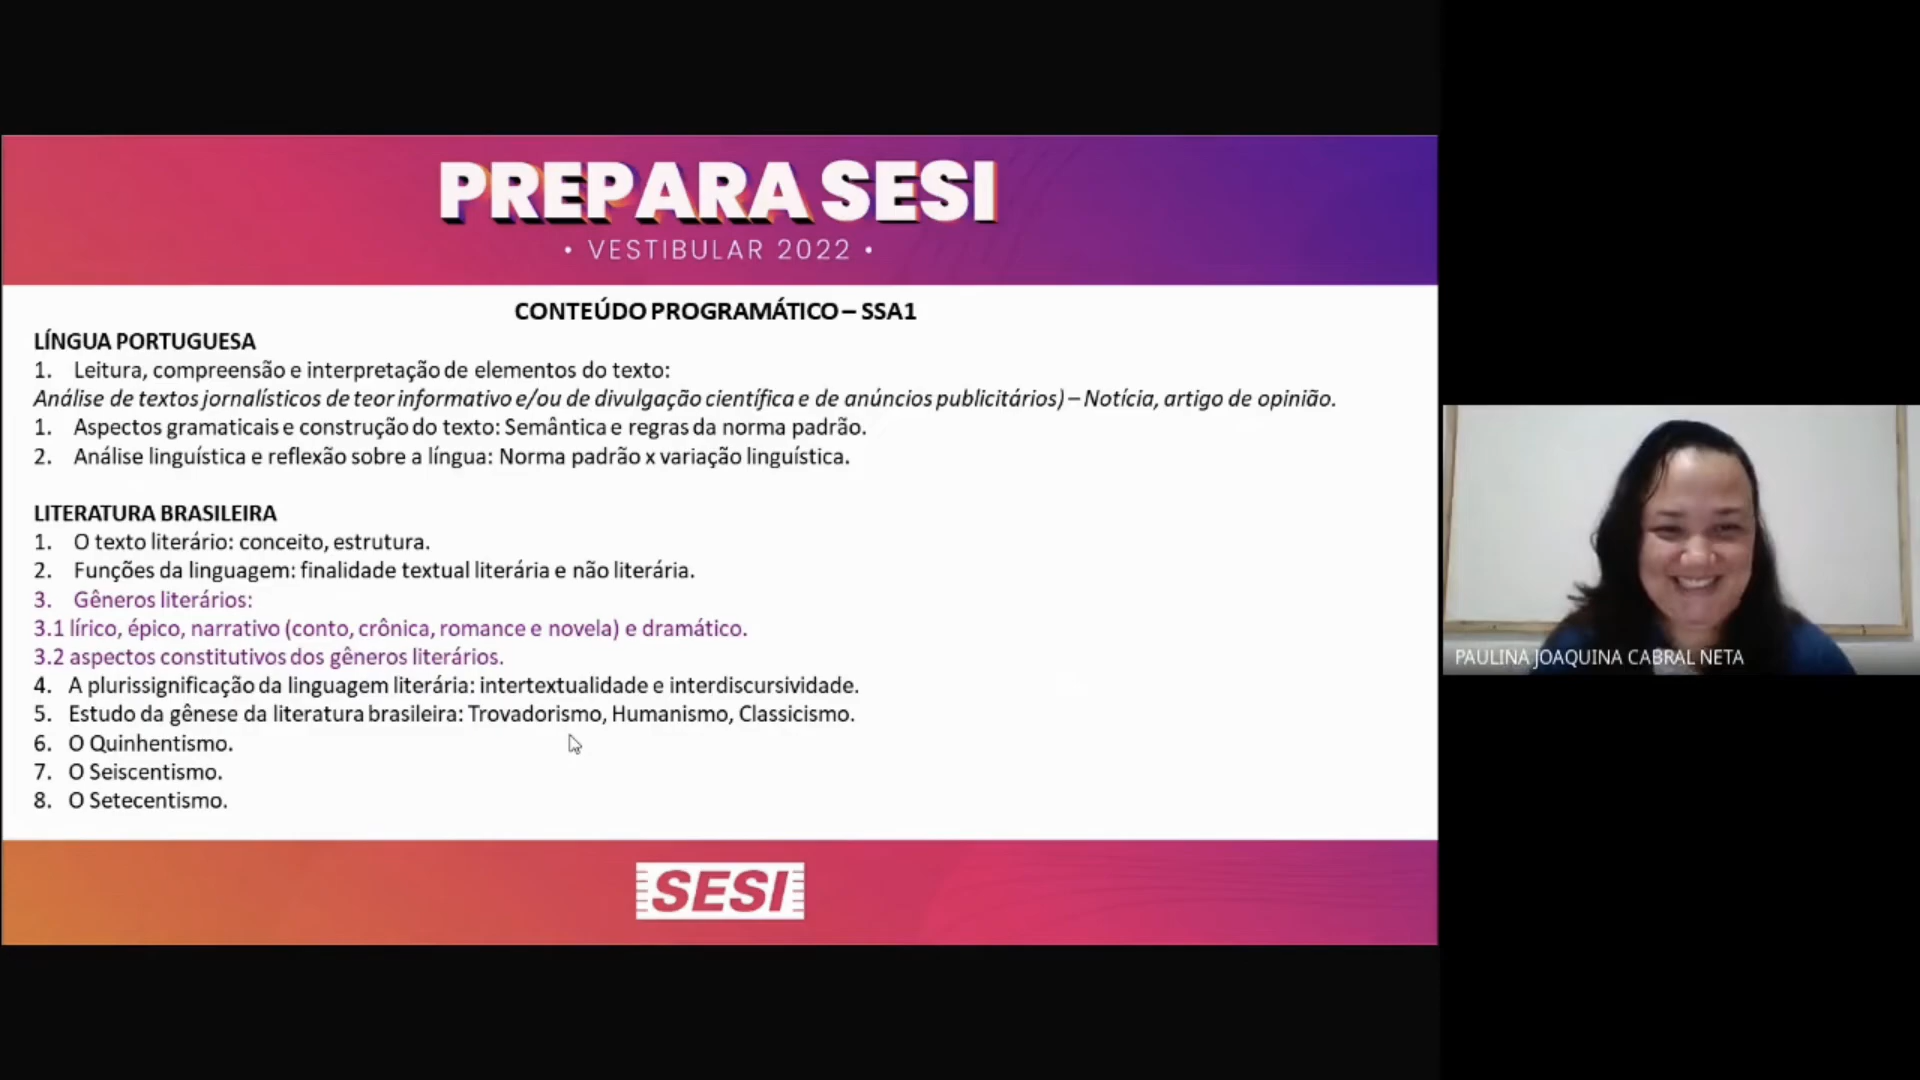 PREPARA SESI
• VESTIBULAR 2022 •
CONTEÚDO PROGRAMÁTICO – SSA1
LÍNGUA PORTUGUESA
1. Leitura, compreensão e interpretação de elementos do texto:
Análise de textos jornalísticos de teor informativo e/ou de divulgação científica e de anúncios publicitários) – Notícia, artigo de opinião.
1. Aspectos gramaticais e construção do texto: Semântica e regras da norma padrão.
2. Análise linguística e reflexão sobre a língua: Norma padrão x variação linguística.
LITERATURA BRASILEIRA
1. O texto literário: conceito, estrutura.
2. Funções da linguagem: finalidade textual literária e não literária.
3. Gêneros literários:
3.1 lírico, épico, narrativo (conto, crônica, romance e novela) e dramático.
3.2 aspectos constitutivos dos gêneros literários.
4. A plurissignificação da linguagem literária: intertextualidade e interdiscursividade.
5. Estudo da gênese da literatura brasileira: Trovadorismo, Humanismo, Classicismo.
6. O Quinhentismo.
7. O Seiscentismo.
8. O Setecentismo.
SESI
PAULINA JOAQUINA CABRAL NETA